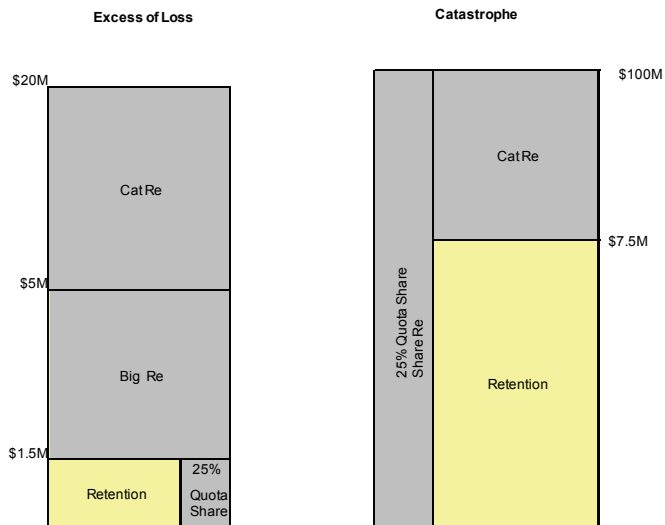 Excess of Loss
$20M
Cat Re
$5M
Big Re
$1.5M
Retention
25%
Quota
Share
Catastrophe
$100M
Cat Re
$7.5M
25% Quota Share
Share Re
Retention